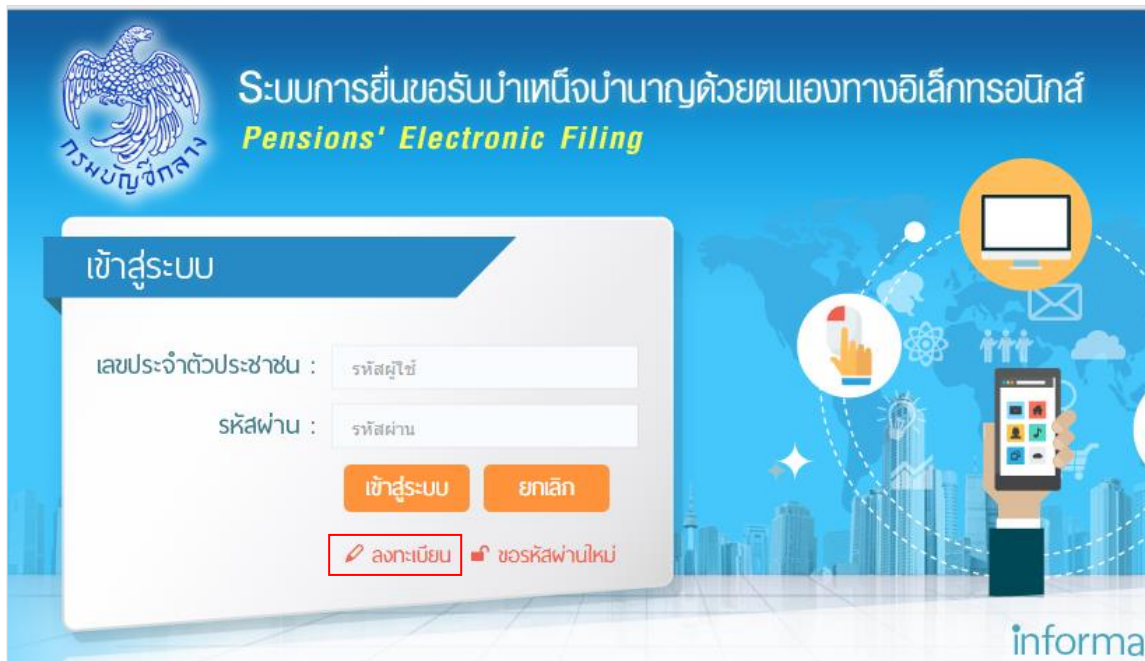 กรมบัญชีกลาง
ระบบการยื่นขอรับบำเหน็จบำนาญด้วยตนเองทางอิเล็กทรอนิกส์
Pensions' Electronic Filing
เข้าสู่ระบบ
เลขประจำตัวประชาชน : รหัสผู้ใช้
รหัสผ่าน : รหัสผ่าน
เข้าสู่ระบบ ยกเลิก
ลงทะเบียน ขอรหัสผ่านใหม่
informa